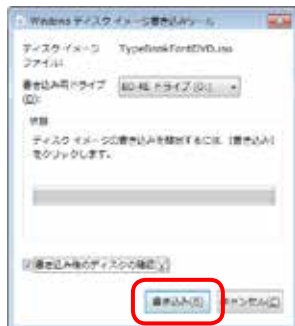 Windows ディスク イメージ書き込みツール
ディスク イメージ TypeBankFontDVD.iso
ファイル:
書き込み用ドライブ BD-RE ドライブ (D:)
(D):
状態
ディスク イメージの書き込みを開始するには [書き込み]
をクリックします。
書き込み後のディスクの確認(V)
書き込み(B) キャンセル(C)